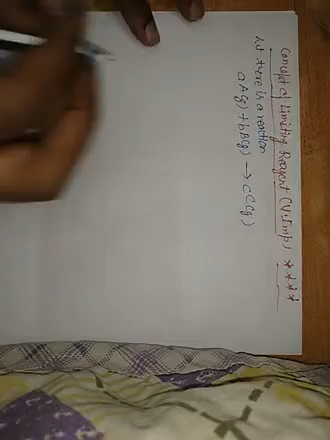 Concept of Limiting Reagent (V.Imp) ****
Let there is a reaction
aA(g) + bB(g) → cC(g)